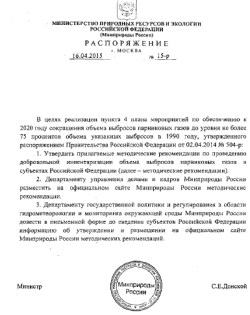 МИНИСТЕРСТВО ПРИРОДНЫХ РЕСУРСОВ И ЭКОЛОГИИ
РОССИЙСКОЙ ФЕДЕРАЦИИ
(Минприроды России)
РАСПОРЯЖЕНИЕ
г. МОСКВА
16.04.2015 № 15-р
В целях реализации пункта 4 плана мероприятий по обеспечению к
2020 году сокращения объема выбросов парниковых газов до уровня не более
75 процентов объема указанных выбросов в 1990 году, утвержденного
распоряжением Правительства Российской Федерации от 02.04.2014 № 504-р:
1. Утвердить прилагаемые методические рекомендации по проведению
добровольной инвентаризации объема выбросов парниковых газов в
субъектах Российской Федерации (далее – методические рекомендации).
2. Департаменту управления делами и кадров Минприроды России
разместить на официальном сайте Минприроды России методические
рекомендации.
3. Департаменту государственной политики и регулирования в области
гидрометеорологии и мониторинга окружающей среды Минприроды России
довести в письменной форме до сведения субъектов Российской Федерации
информацию об утверждении и размещении на официальном сайте
Минприроды России методических рекомендаций.
Министр С.Е.Донской
Минприроды
России